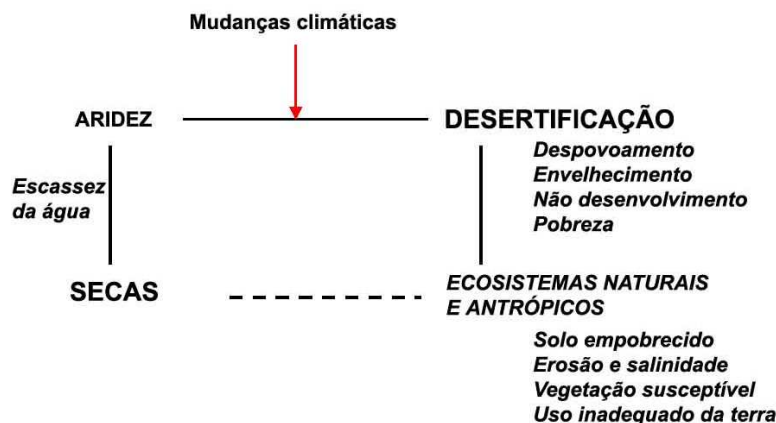 Mudanças climáticas
ARIDEZ
DESERTIFICAÇÃO
Despovoamento
Envelhecimento
Não desenvolvimento
Pobreza
Escassez
da água
SECAS
ECOSISTEMAS NATURAIS
E ANTRÓPICOS
Solo empobrecido
Erosão e salinidade
Vegetação susceptível
Uso inadequado da terra